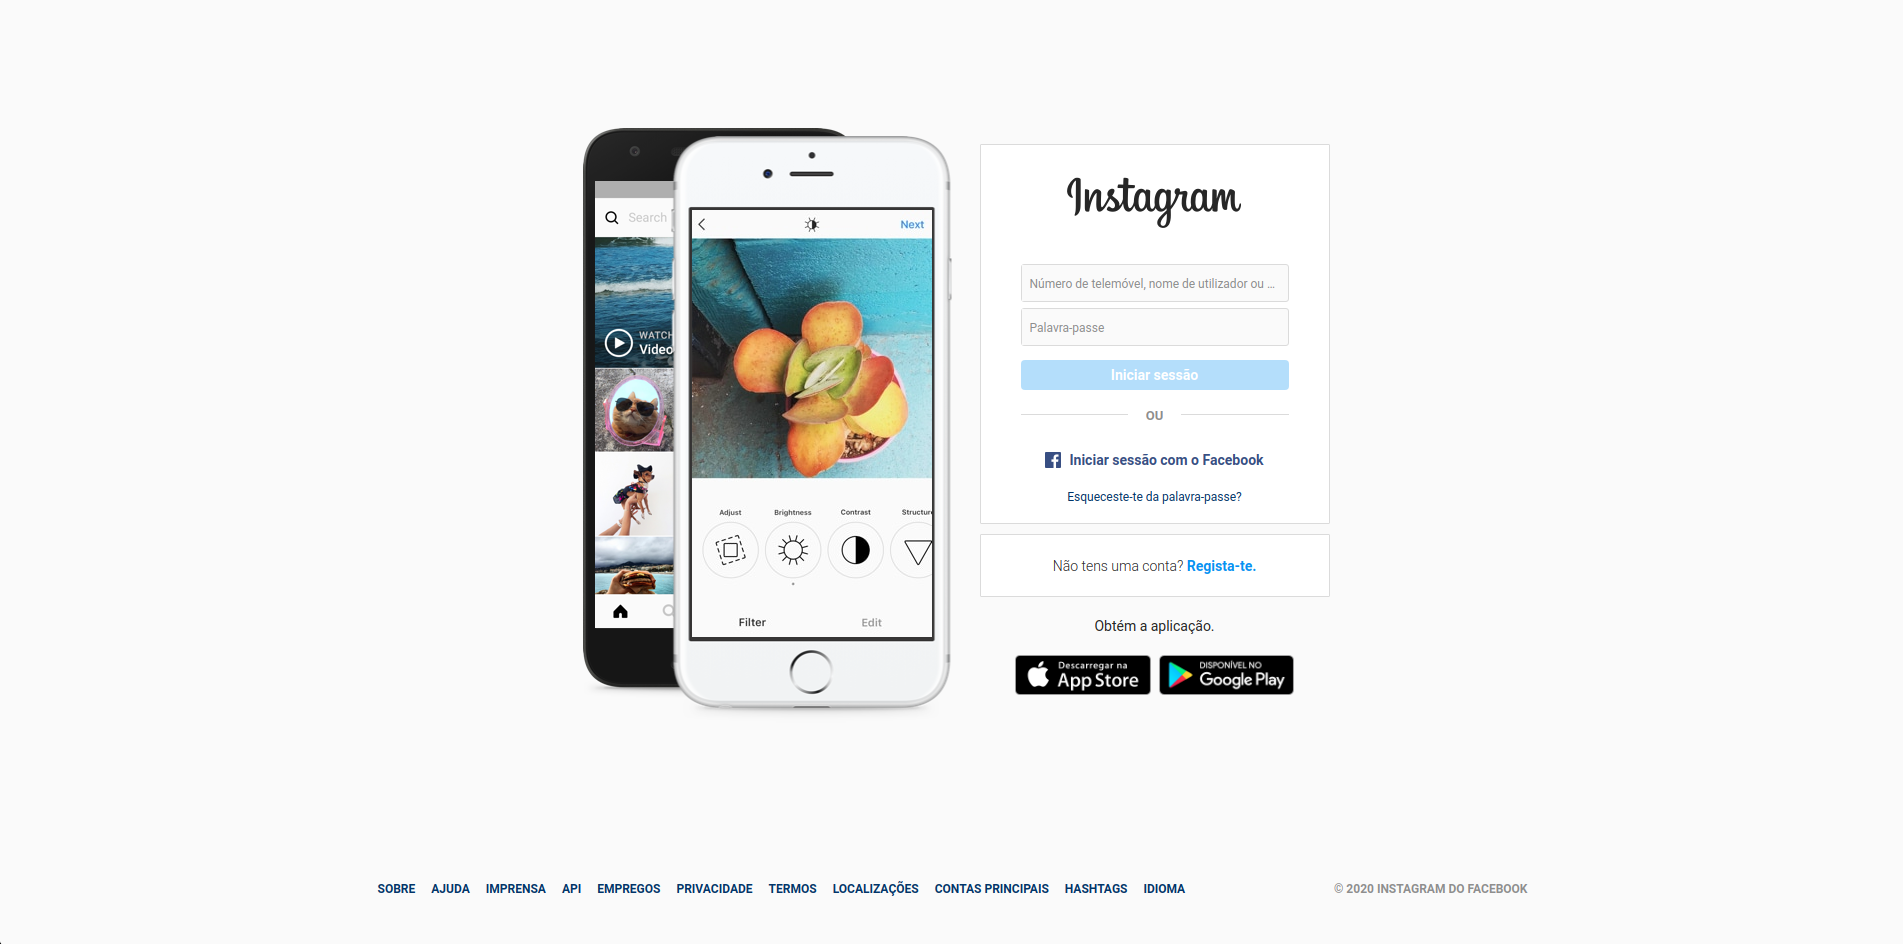 Search
WATCH
Video
Next
Adjust
Brightness
Contrast
Structure
Filter
Edit
Instagram
Número de telemóvel, nome de utilizador ou ...
Palavra-passe
Iniciar sessão
OU
Iniciar sessão com o Facebook
Esqueceste-te da palavra-passe?
Não tens uma conta? Regista-te.
Obtém a aplicação.
Descarregar na
App Store
DISPONÍVEL NO
Google Play
SOBRE AJUDA IMPRENSA API EMPREGOS PRIVACIDADE TERMOS LOCALIZAÇÕES CONTAS PRINCIPAIS HASHTAGS IDIOMA © 2020 INSTAGRAM DO FACEBOOK